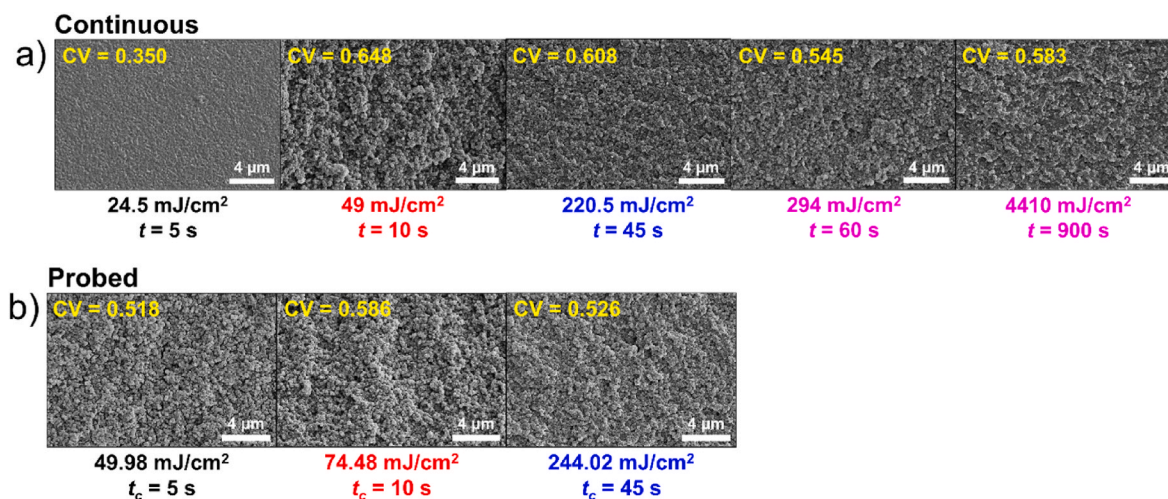 Continuous
a)
CV = 0.350 CV = 0.648 CV = 0.608 CV = 0.545 CV = 0.583
4 µm 4 µm 4 µm 4 µm 4 µm
24.5 mJ/cm² 49 mJ/cm² 220.5 mJ/cm² 294 mJ/cm² 4410 mJ/cm²
t = 5 s t = 10 s t = 45 s t = 60 s t = 900 s
Probed
b)
CV = 0.518 CV = 0.586 CV = 0.526
4 µm 4 µm 4 µm
49.98 mJ/cm² 74.48 mJ/cm² 244.02 mJ/cm²
t_c = 5 s t_c = 10 s t_c = 45 s